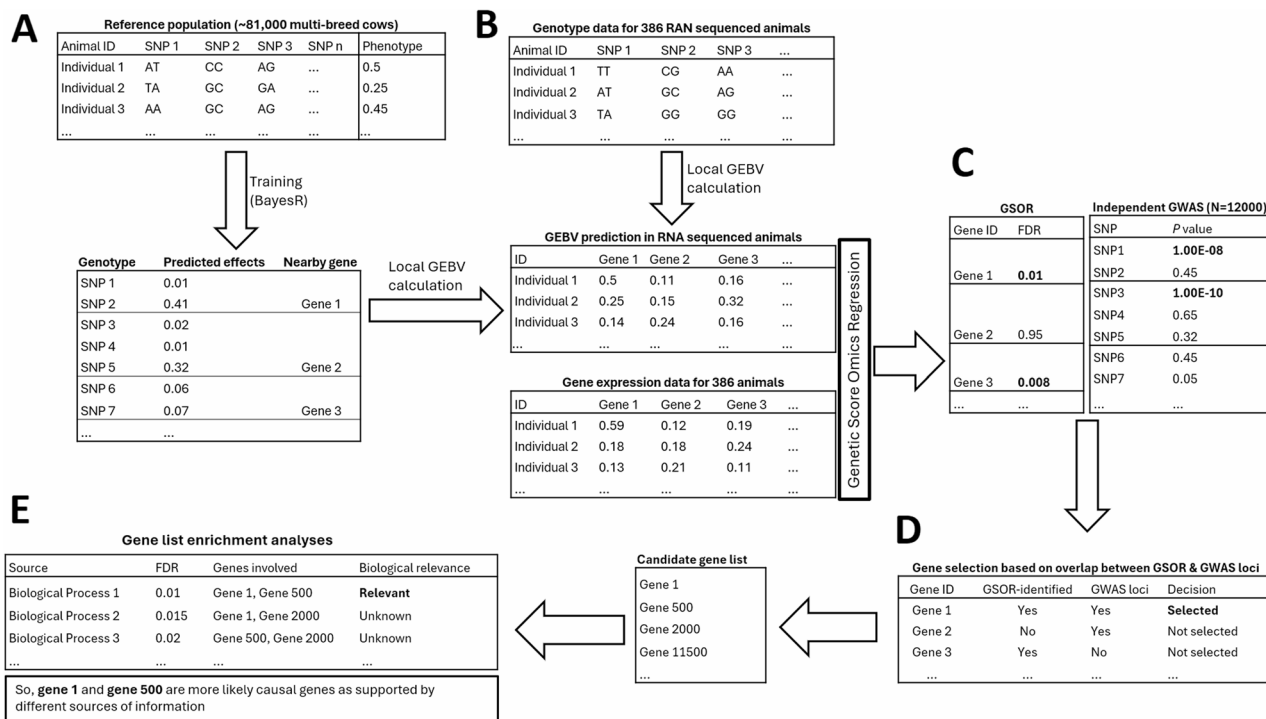 A
Reference population (~81,000 multi-breed cows)
Animal ID SNP 1 SNP 2 SNP 3 SNP n Phenotype
Individual 1 AT CC AG ... 0.5
Individual 2 TA GC GA ... 0.25
Individual 3 AA GC AG ... 0.45
... ... ... ... ... ...
Training
(BayesR)
Genotype Predicted effects Nearby gene
SNP 1 0.01
SNP 2 0.41 Gene 1
SNP 3 0.02
SNP 4 0.01
SNP 5 0.32 Gene 2
SNP 6 0.06
SNP 7 0.07 Gene 3
... ...
Local GEBV
calculation
B
Genotype data for 386 RAN sequenced animals
Animal ID SNP 1 SNP 2 SNP 3 ...
Individual 1 TT CG AA ...
Individual 2 AT GC AG ...
Individual 3 TA GG GG ...
... ... ... ... ...
Local GEBV
calculation
GEBV prediction in RNA sequenced animals
ID Gene 1 Gene 2 Gene 3 ...
Individual 1 0.5 0.11 0.16 ...
Individual 2 0.25 0.15 0.32 ...
Individual 3 0.14 0.24 0.16 ...
... ... ... ... ...
Gene expression data for 386 animals
ID Gene 1 Gene 2 Gene 3 ...
Individual 1 0.59 0.12 0.19 ...
Individual 2 0.18 0.18 0.24 ...
Individual 3 0.13 0.21 0.11 ...
... ... ... ... ...
Genetic Score Omics Regression
C
GSOR
Gene ID FDR
Gene 1 0.01
Gene 2 0.95
Gene 3 0.008
... ...
Independent GWAS (N=12000)
SNP P value
SNP1 1.00E-08
SNP2 0.45
SNP3 1.00E-10
SNP4 0.65
SNP5 0.32
SNP6 0.45
SNP7 0.05
... ...
D
Gene selection based on overlap between GSOR & GWAS loci
Gene ID GSOR-identified GWAS loci Decision
Gene 1 Yes Yes Selected
Gene 2 No Yes Not selected
Gene 3 Yes No Not selected
... ... ... ...
Candidate gene list
Gene 1
Gene 500
Gene 2000
Gene 11500
...
E
Gene list enrichment analyses
Source FDR Genes involved Biological relevance
Biological Process 1 0.01 Gene 1, Gene 500 Relevant
Biological Process 2 0.015 Gene 1, Gene 2000 Unknown
Biological Process 3 0.02 Gene 500, Gene 2000 Unknown
... ... ... ...
So, gene 1 and gene 500 are more likely causal genes as supported by
different sources of information